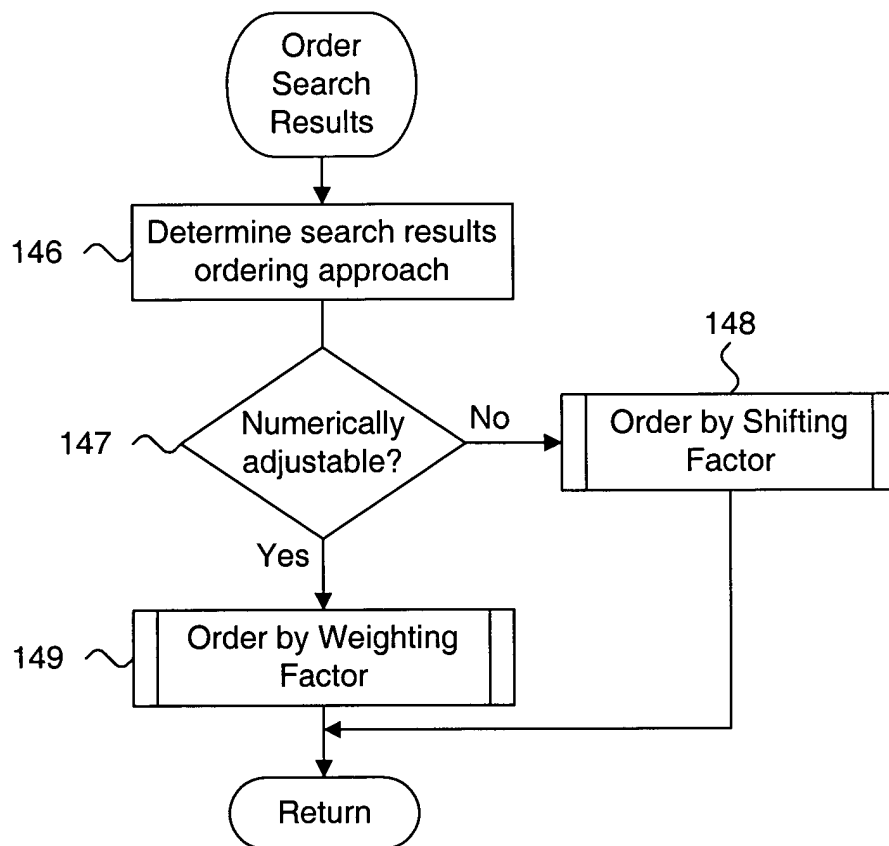 Order
Search
Results
146
Determine search results
ordering approach
148
147
Numerically
adjustable?
No
Order by Shifting
Factor
Yes
149
Order by Weighting
Factor
Return